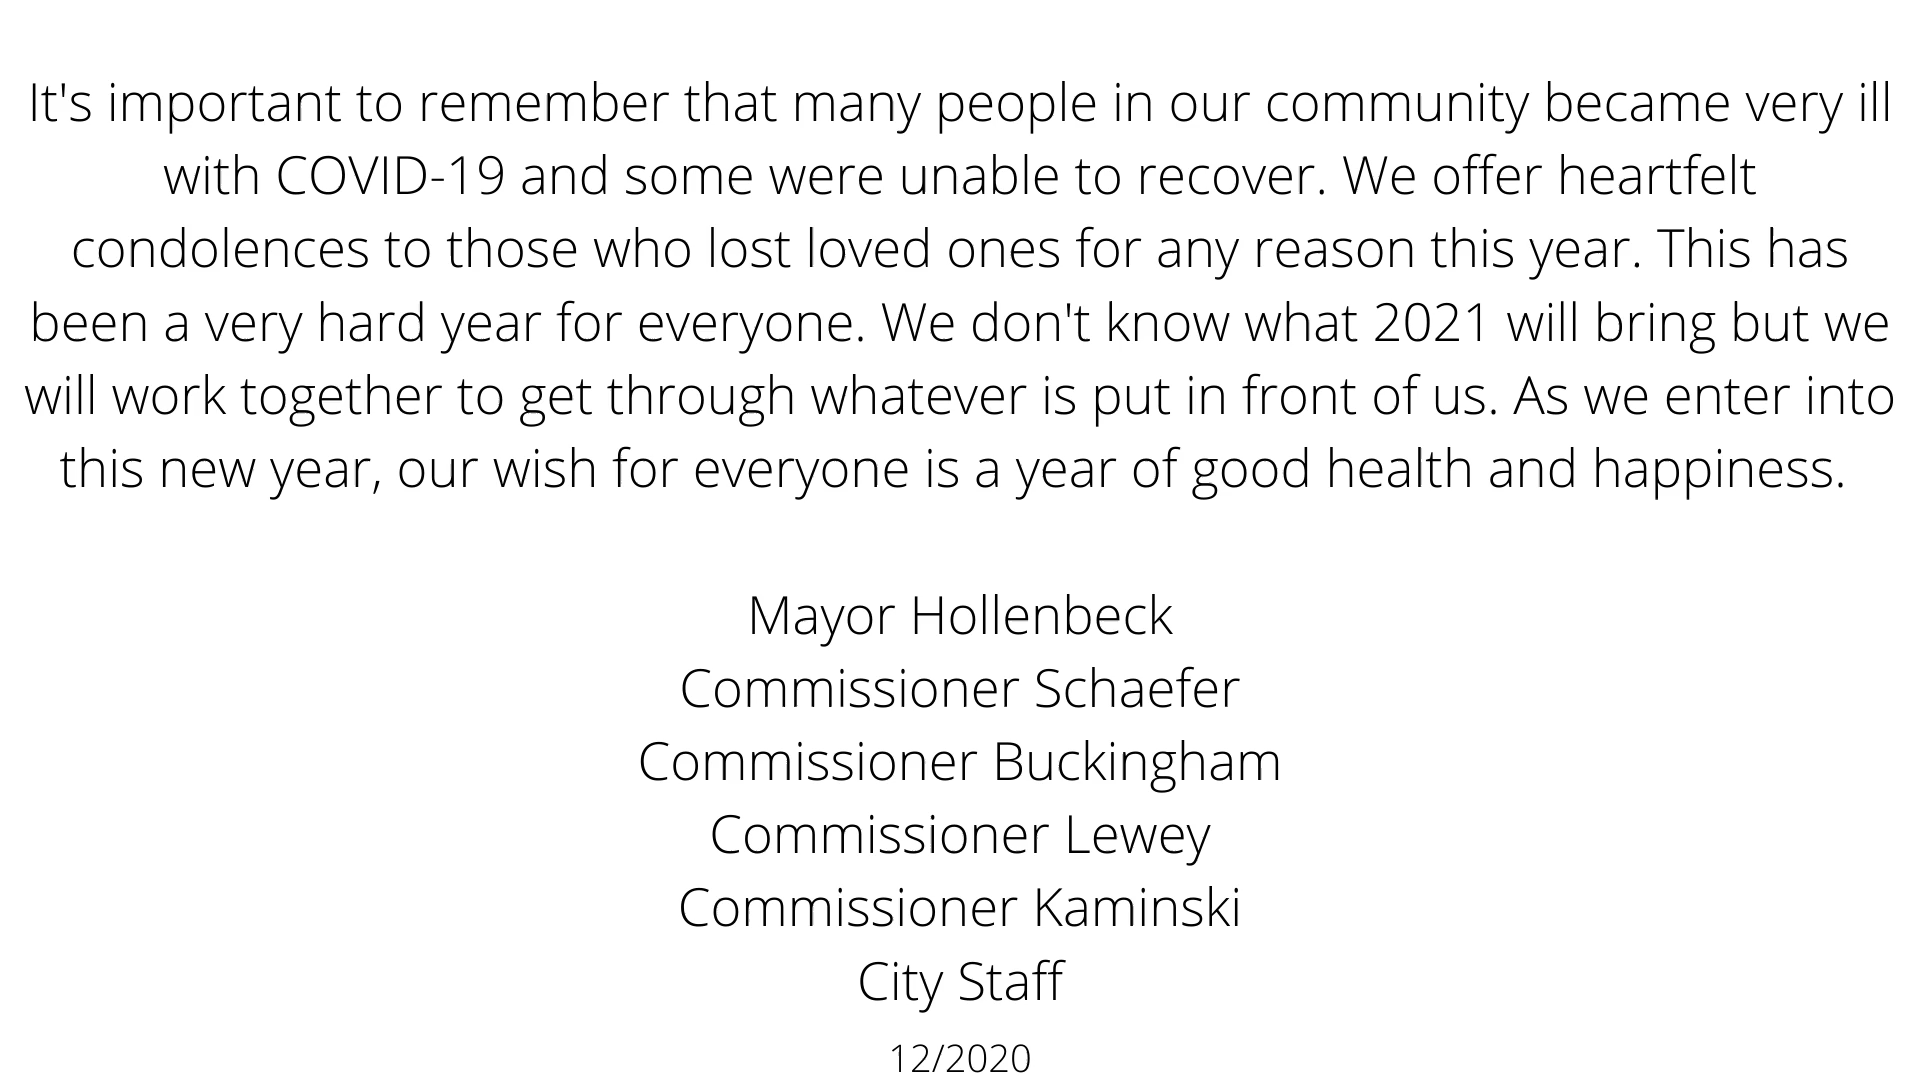 It's important to remember that many people in our community became very ill
with COVID-19 and some were unable to recover. We offer heartfelt
condolences to those who lost loved ones for any reason this year. This has
been a very hard year for everyone. We don't know what 2021 will bring but we
will work together to get through whatever is put in front of us. As we enter into
this new year, our wish for everyone is a year of good health and happiness.
Mayor Hollenbeck
Commissioner Schaefer
Commissioner Buckingham
Commissioner Lewey
Commissioner Kaminski
City Staff
12/2020